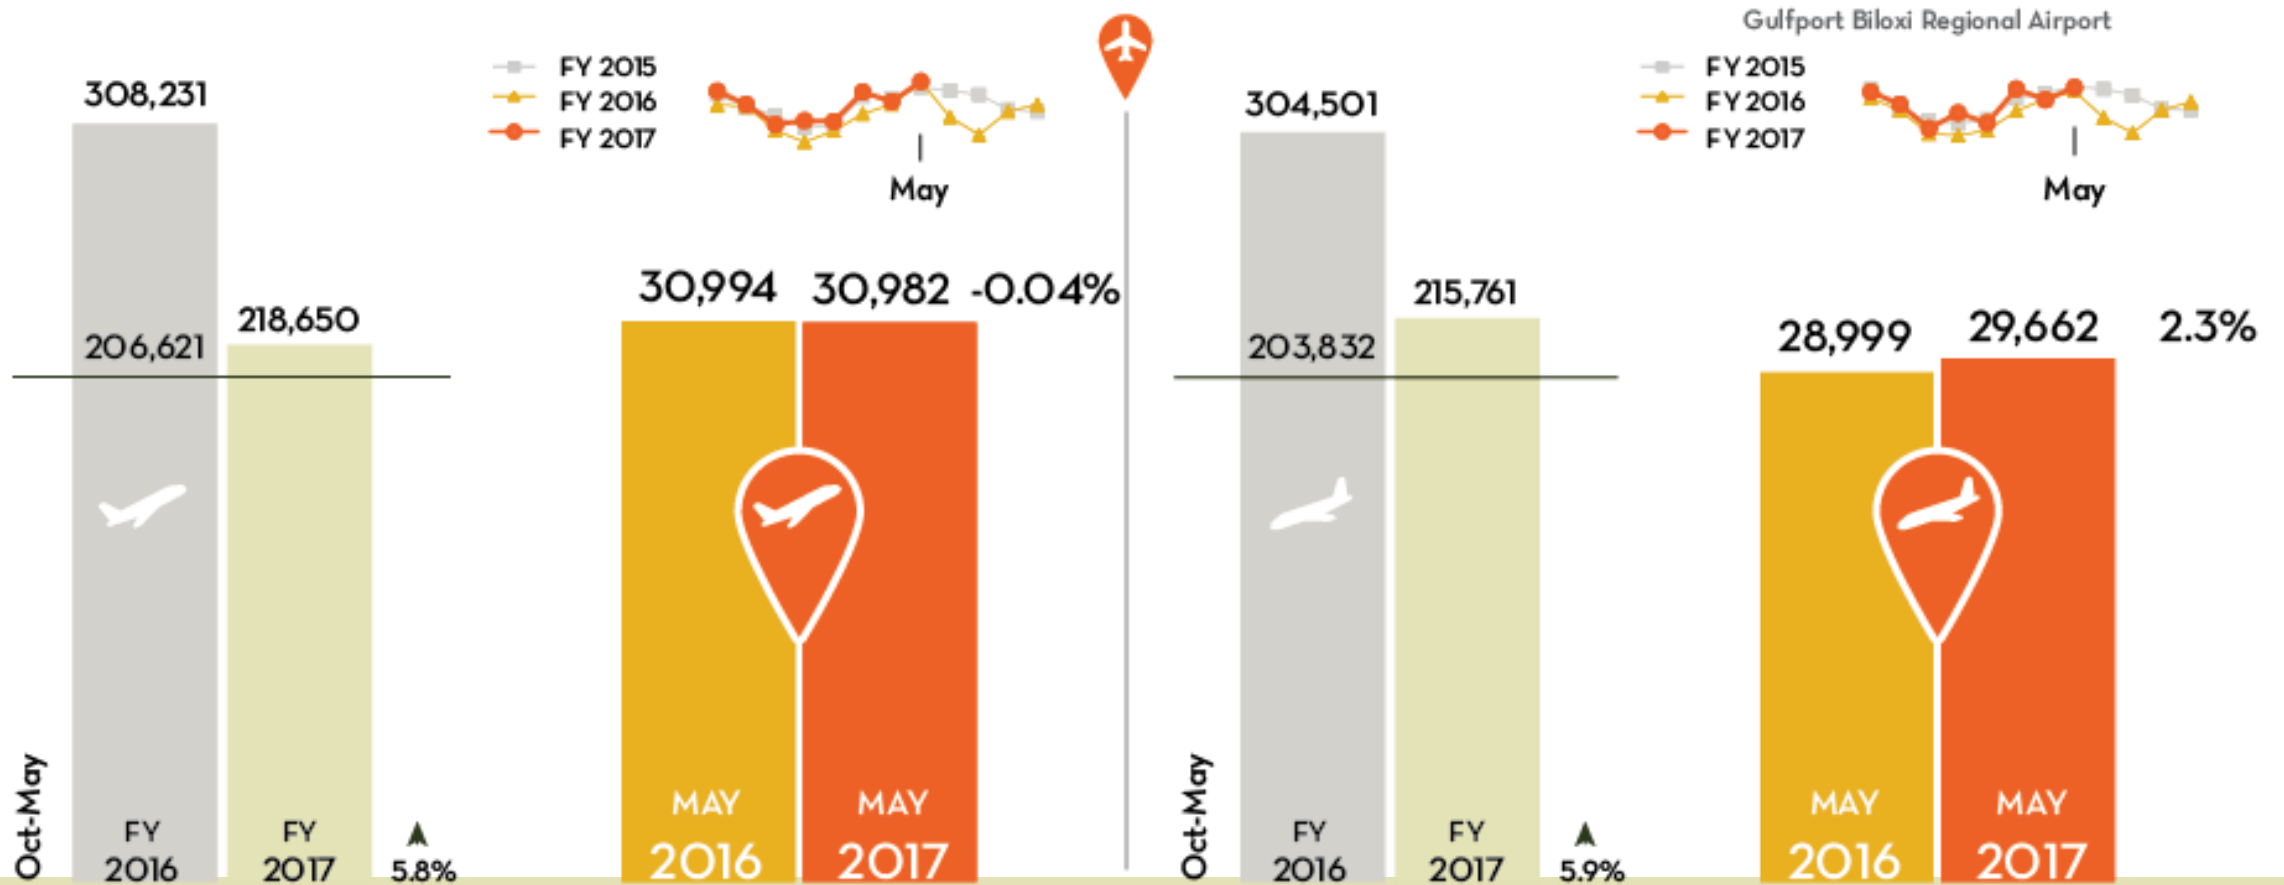 Gulfport Biloxi Regional Airport
308,231
206,621
218,650
Oct-May
FY
2016
FY
2017
5.8%
FY 2015
FY 2016
FY 2017
May
30,994
30,982
-0.04%
MAY
2016
MAY
2017
304,501
203,832
215,761
Oct-May
FY
2016
FY
2017
5.9%
FY 2015
FY 2016
FY 2017
May
28,999
29,662
2.3%
MAY
2016
MAY
2017